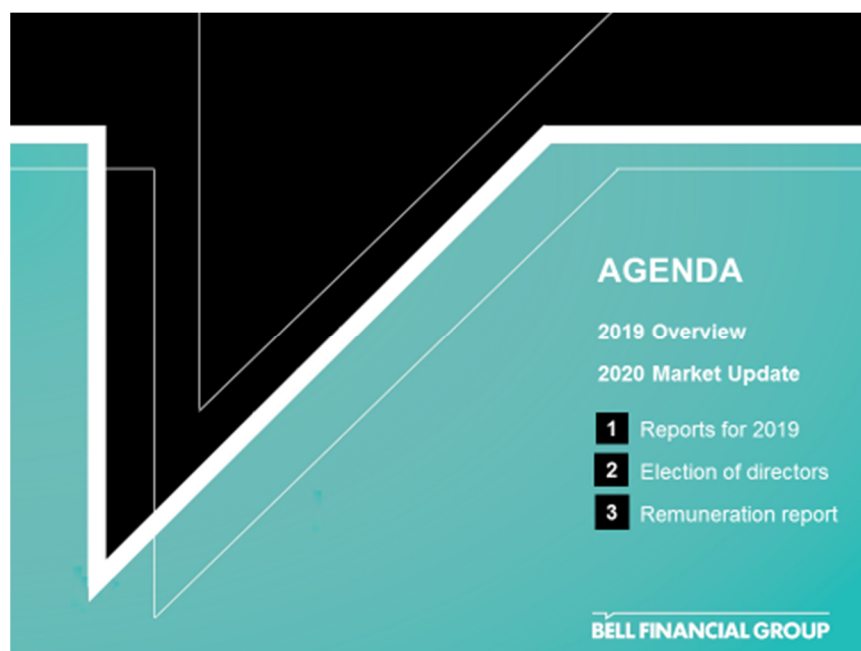 AGENDA
2019 Overview
2020 Market Update
1 Reports for 2019
2 Election of directors
3 Remuneration report
BELL FINANCIAL GROUP